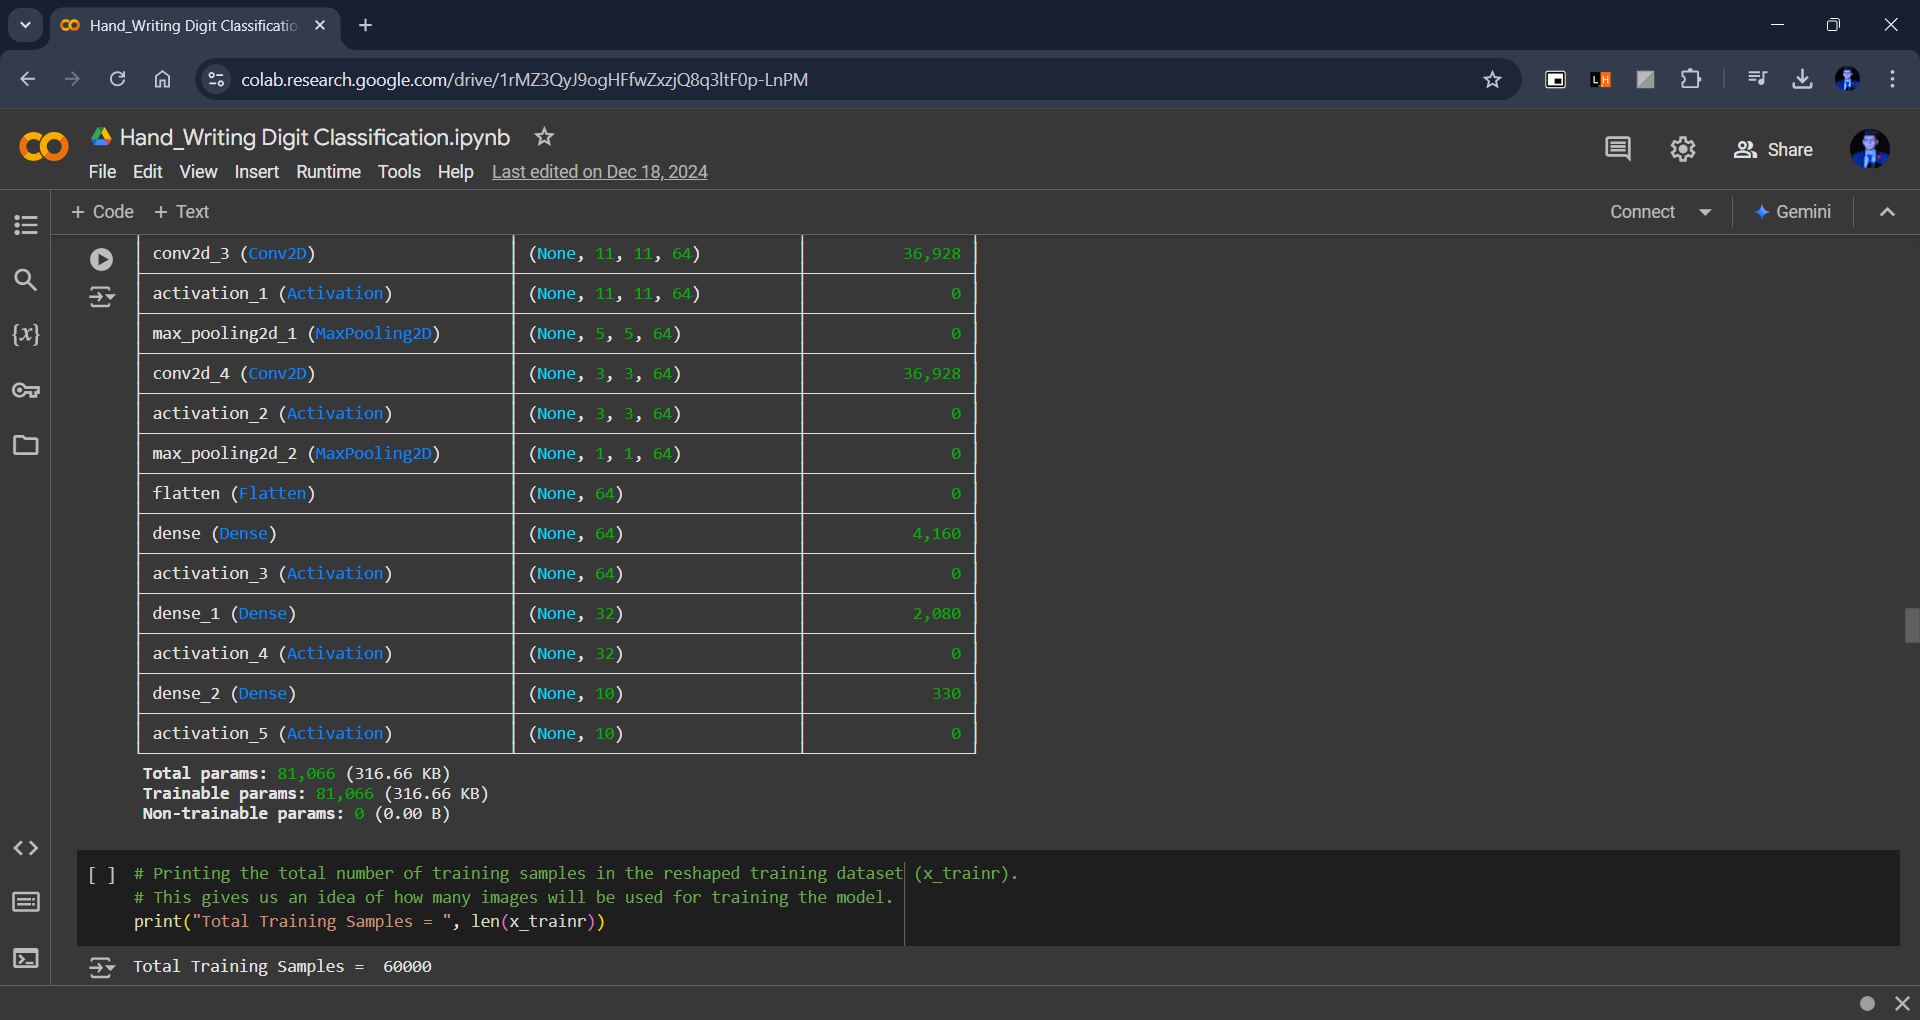 Hand_Writing Digit Classificatio
colab.research.google.com/drive/1rMZ3QyJ9ogHFfwZxzjQ8q3ltF0p-LnPM
LH
Hand_Writing Digit Classification.ipynb
Share
File Edit View Insert Runtime Tools Help Last edited on Dec 18, 2024
+ Code + Text Connect Gemini
conv2d_3 (Conv2D) (None, 11, 11, 64) 36,928
activation_1 (Activation) (None, 11, 11, 64) 0
max_pooling2d_1 (MaxPooling2D) (None, 5, 5, 64) 0
conv2d_4 (Conv2D) (None, 3, 3, 64) 36,928
activation_2 (Activation) (None, 3, 3, 64) 0
max_pooling2d_2 (MaxPooling2D) (None, 1, 1, 64) 0
flatten (Flatten) (None, 64) 0
dense (Dense) (None, 64) 4,160
activation_3 (Activation) (None, 64) 0
dense_1 (Dense) (None, 32) 2,080
activation_4 (Activation) (None, 32) 0
dense_2 (Dense) (None, 10) 330
activation_5 (Activation) (None, 10) 0
Total params: 81,066 (316.66 KB)
Trainable params: 81,066 (316.66 KB)
Non-trainable params: 0 (0.00 B)
[ ] # Printing the total number of training samples in the reshaped training dataset (x_trainr).
# This gives us an idea of how many images will be used for training the model.
print("Total Training Samples = ", len(x_trainr))
Total Training Samples =  60000